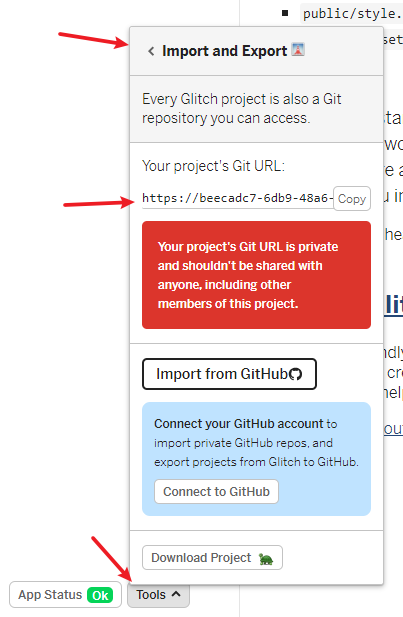 public/style.
set
Import and Export
Every Glitch project is also a Git
repository you can access.
Your project's Git URL:
https://beecadc7-6db9-48a6-
Copy
Your project's Git URL is private
and shouldn't be shared with
anyone, including other
members of this project.
Import from GitHub
Connect your GitHub account to
import private GitHub repos, and
export projects from Glitch to GitHub.
Connect to GitHub
Download Project
App Status Ok
Tools